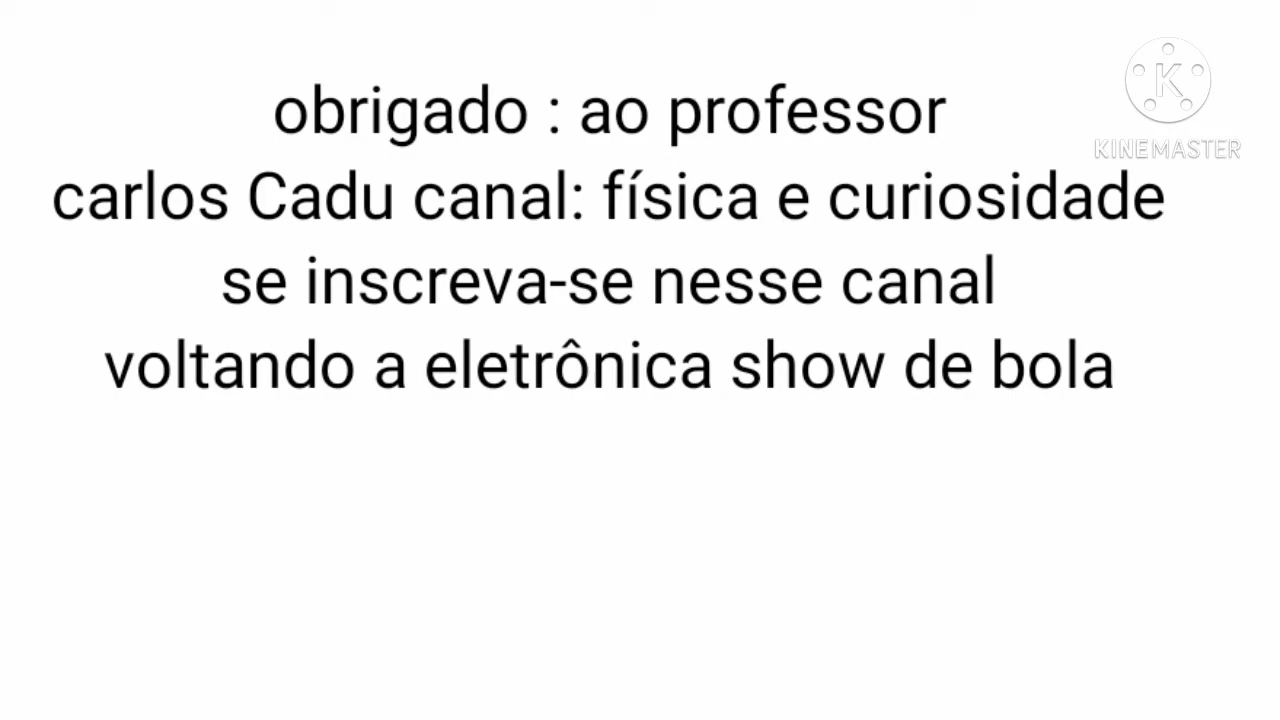 obrigado : ao professor
carlos Cadu canal: física e curiosidade
se inscreva-se nesse canal
voltando a eletrônica show de bola
K
KINEMASTER